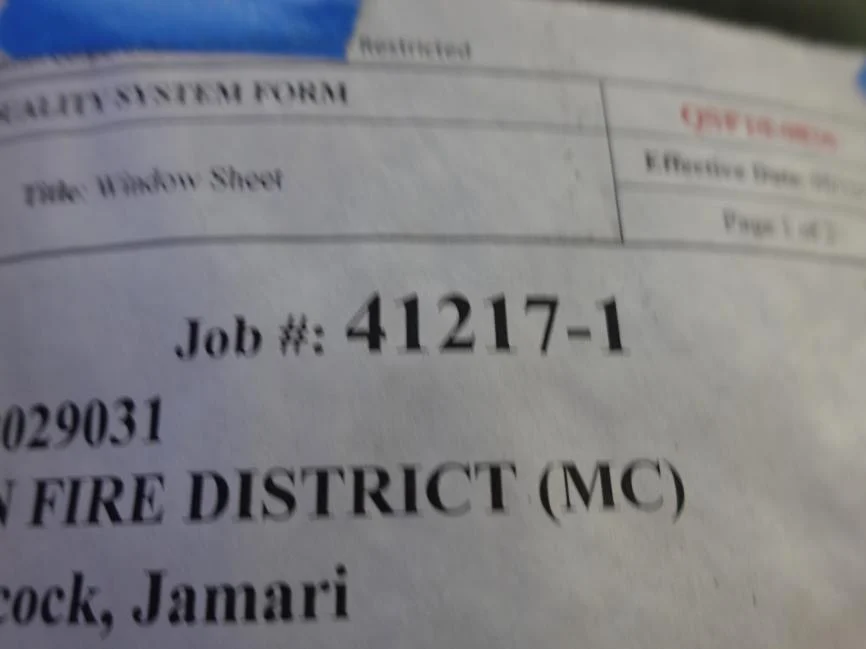 Restricted
QUALITY SYSTEM FORM
Title: Window Sheet
Effective Date:
Page 1 of 2
Job #: 41217-1
029031
N FIRE DISTRICT (MC)
cock, Jamari